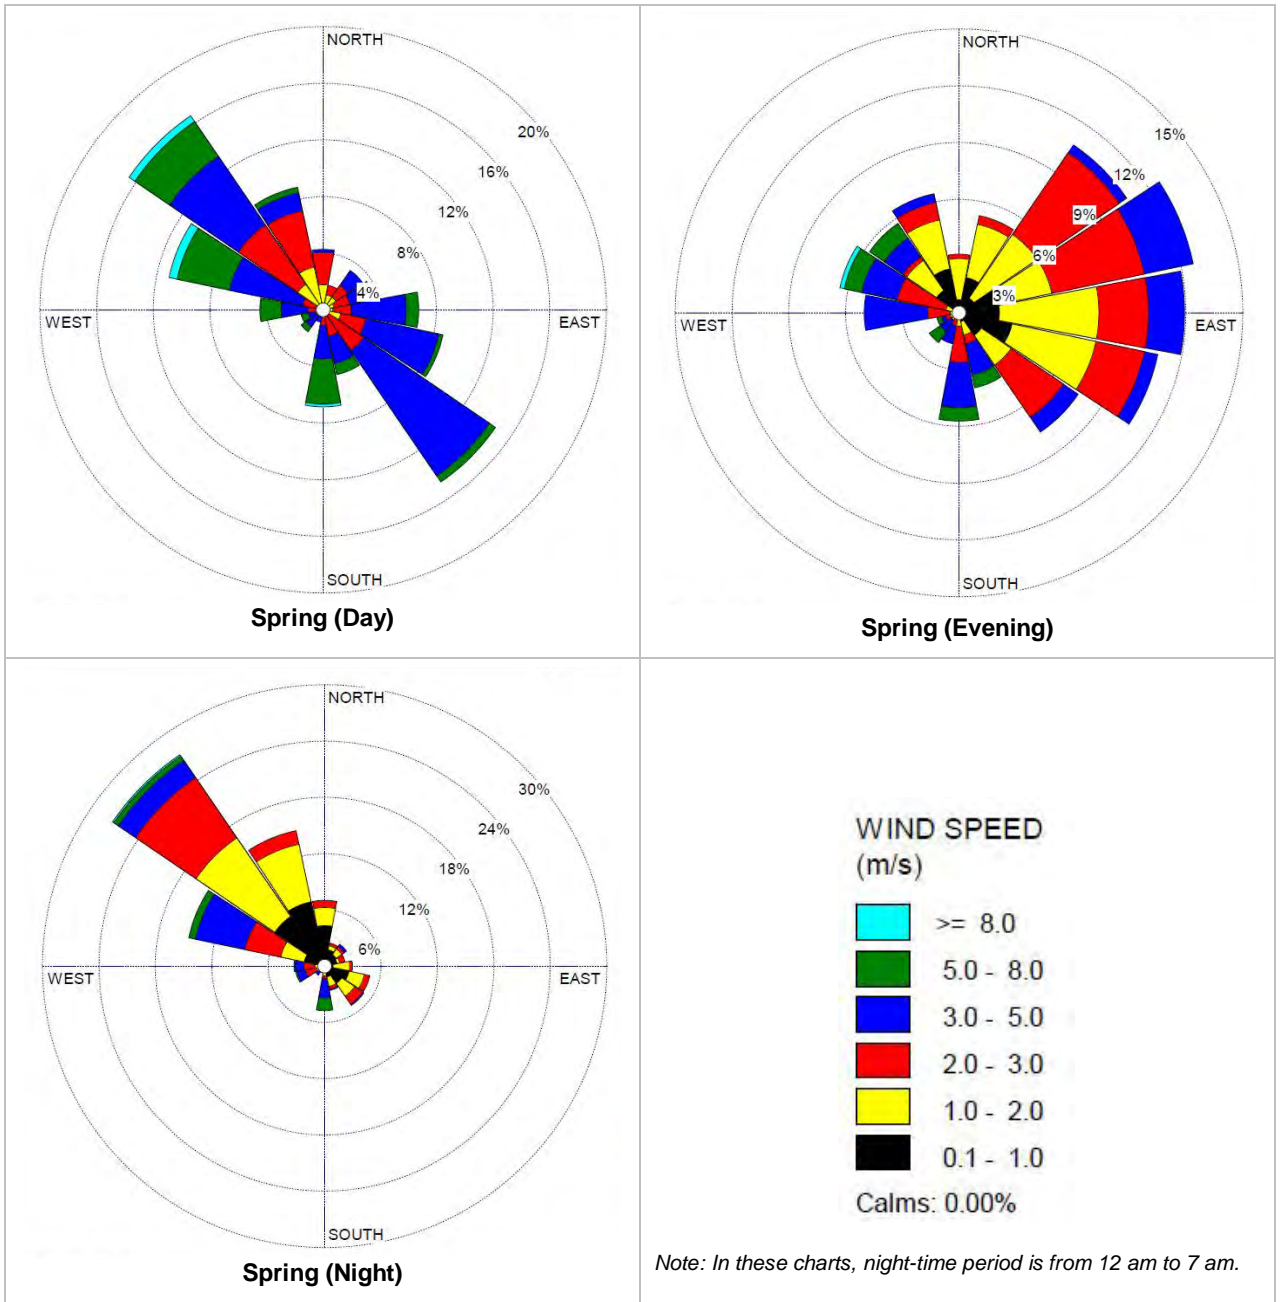 NORTH
20%
16%
12%
8%
4%
WEST
EAST
SOUTH
Spring (Day)
NORTH
15%
12%
9%
6%
3%
WEST
EAST
SOUTH
Spring (Evening)
NORTH
30%
24%
18%
12%
6%
WEST
EAST
SOUTH
Spring (Night)
WIND SPEED
(m/s)
>= 8.0
5.0 - 8.0
3.0 - 5.0
2.0 - 3.0
1.0 - 2.0
0.1 - 1.0
Calms: 0.00%
Note: In these charts, night-time period is from 12 am to 7 am.